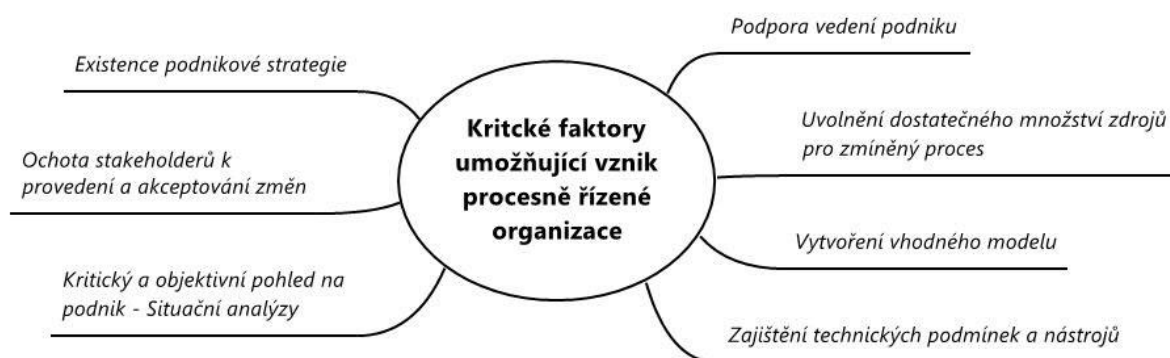 Podpora vedení podniku
Existence podnikové strategie
Uvolnění dostatečného množství zdrojů
pro zmíněný proces
Kritcké faktory
umožňující vznik
procesně řízené
organizace
Ochota stakeholderů k
provedení a akceptování změn
Vytvoření vhodného modelu
Kritický a objektivní pohled na
podnik - Situační analýzy
Zajištění technických podmínek a nástrojů